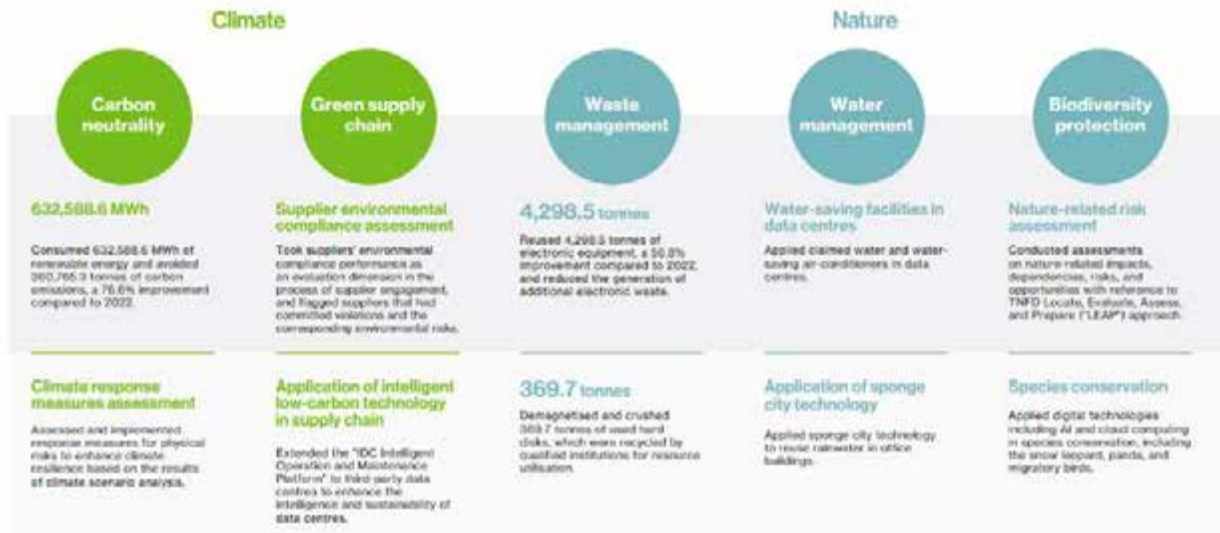 Climate
Nature
Carbon
neutrality
Green supply
chain
Waste
management
Water
management
Biodiversity
protection
632,588.6 MWh
Consumed 632,588.6 MWh of
renewable energy and avoided
tonnes of carbon
emissions, a 76.6% improvement
compared to 2022.
Supplier environmental
compliance assessment
Took suppliers' environmental
compliance performance as
an evaluation dimension in the
process of supplier engagement,
and flagged suppliers that had
committed violations and the
corresponding environmental risks.
4,298.5 tonnes
Reused 4,298.5 tonnes of
electronic equipment, a
improvement compared to 2022,
and reduced the generation of
additional electronic waste.
Water-saving facilities in
data centres
Applied claimed water and water-
saving air-conditioners in data
centres.
Nature-related risk
assessment
Conducted assessments
on nature-related impacts,
dependencies, risks, and
opportunities with reference to
TNFD Locate, Evaluate, Assess,
and Prepare ("LEAP") approach.
Climate response
measures assessment
Assessed and implemented
response measures for physical
risks to enhance climate
resilience based on the results
of climate scenario analysis.
Application of intelligent
low-carbon technology
in supply chain
Extended the "IDC Intelligent
Operation and Maintenance
Platform" to third-party data
centres to enhance the
intelligence and sustainability of
data centres.
369.7 tonnes
Demagnetised and crushed
369.7 tonnes of used hard
disks, which were recycled by
qualified institutions for resource
utilisation.
Application of sponge
city technology
Applied sponge city technology
to reuse rainwater in office
buildings.
Species conservation
Applied digital technologies
including AI and cloud computing
in species conservation, including
the snow leopard, panda, and
migratory birds.